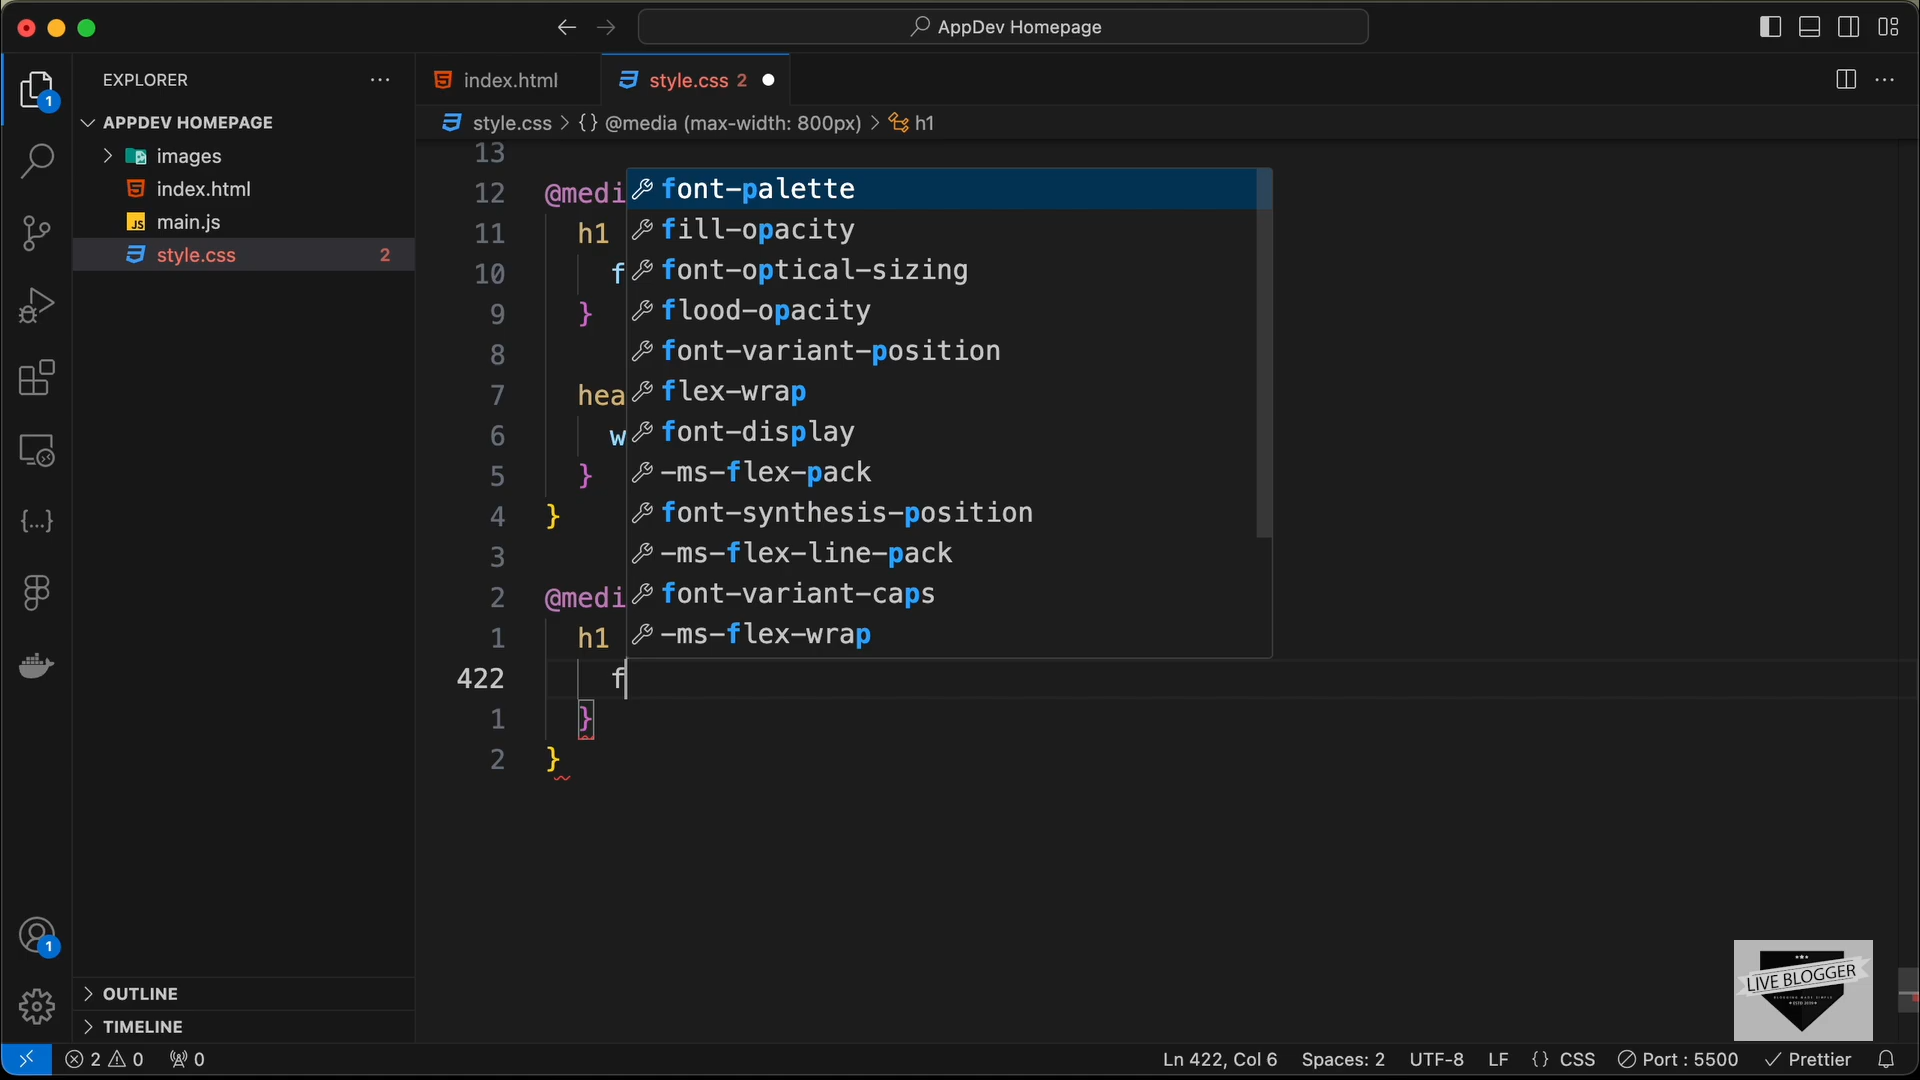 AppDev Homepage
EXPLORER
APPDEV HOMEPAGE
images
index.html
main.js
style.css 2
OUTLINE
TIMELINE
index.html
style.css 2
style.css > {} @media (max-width: 800px) > h1
13
12 @medi
11 h1
10 f
9 }
8
7 hea
6 w
5 }
4 }
3
2 @medi
1 h1
422 f
1 }
2 }
font-palette
fill-opacity
font-optical-sizing
flood-opacity
font-variant-position
flex-wrap
font-display
-ms-flex-pack
font-synthesis-position
-ms-flex-line-pack
font-variant-caps
-ms-flex-wrap
1
1
LIVE BLOGGER
2 0 0
Ln 422, Col 6 Spaces: 2 UTF-8 LF {} CSS Port : 5500 Prettier